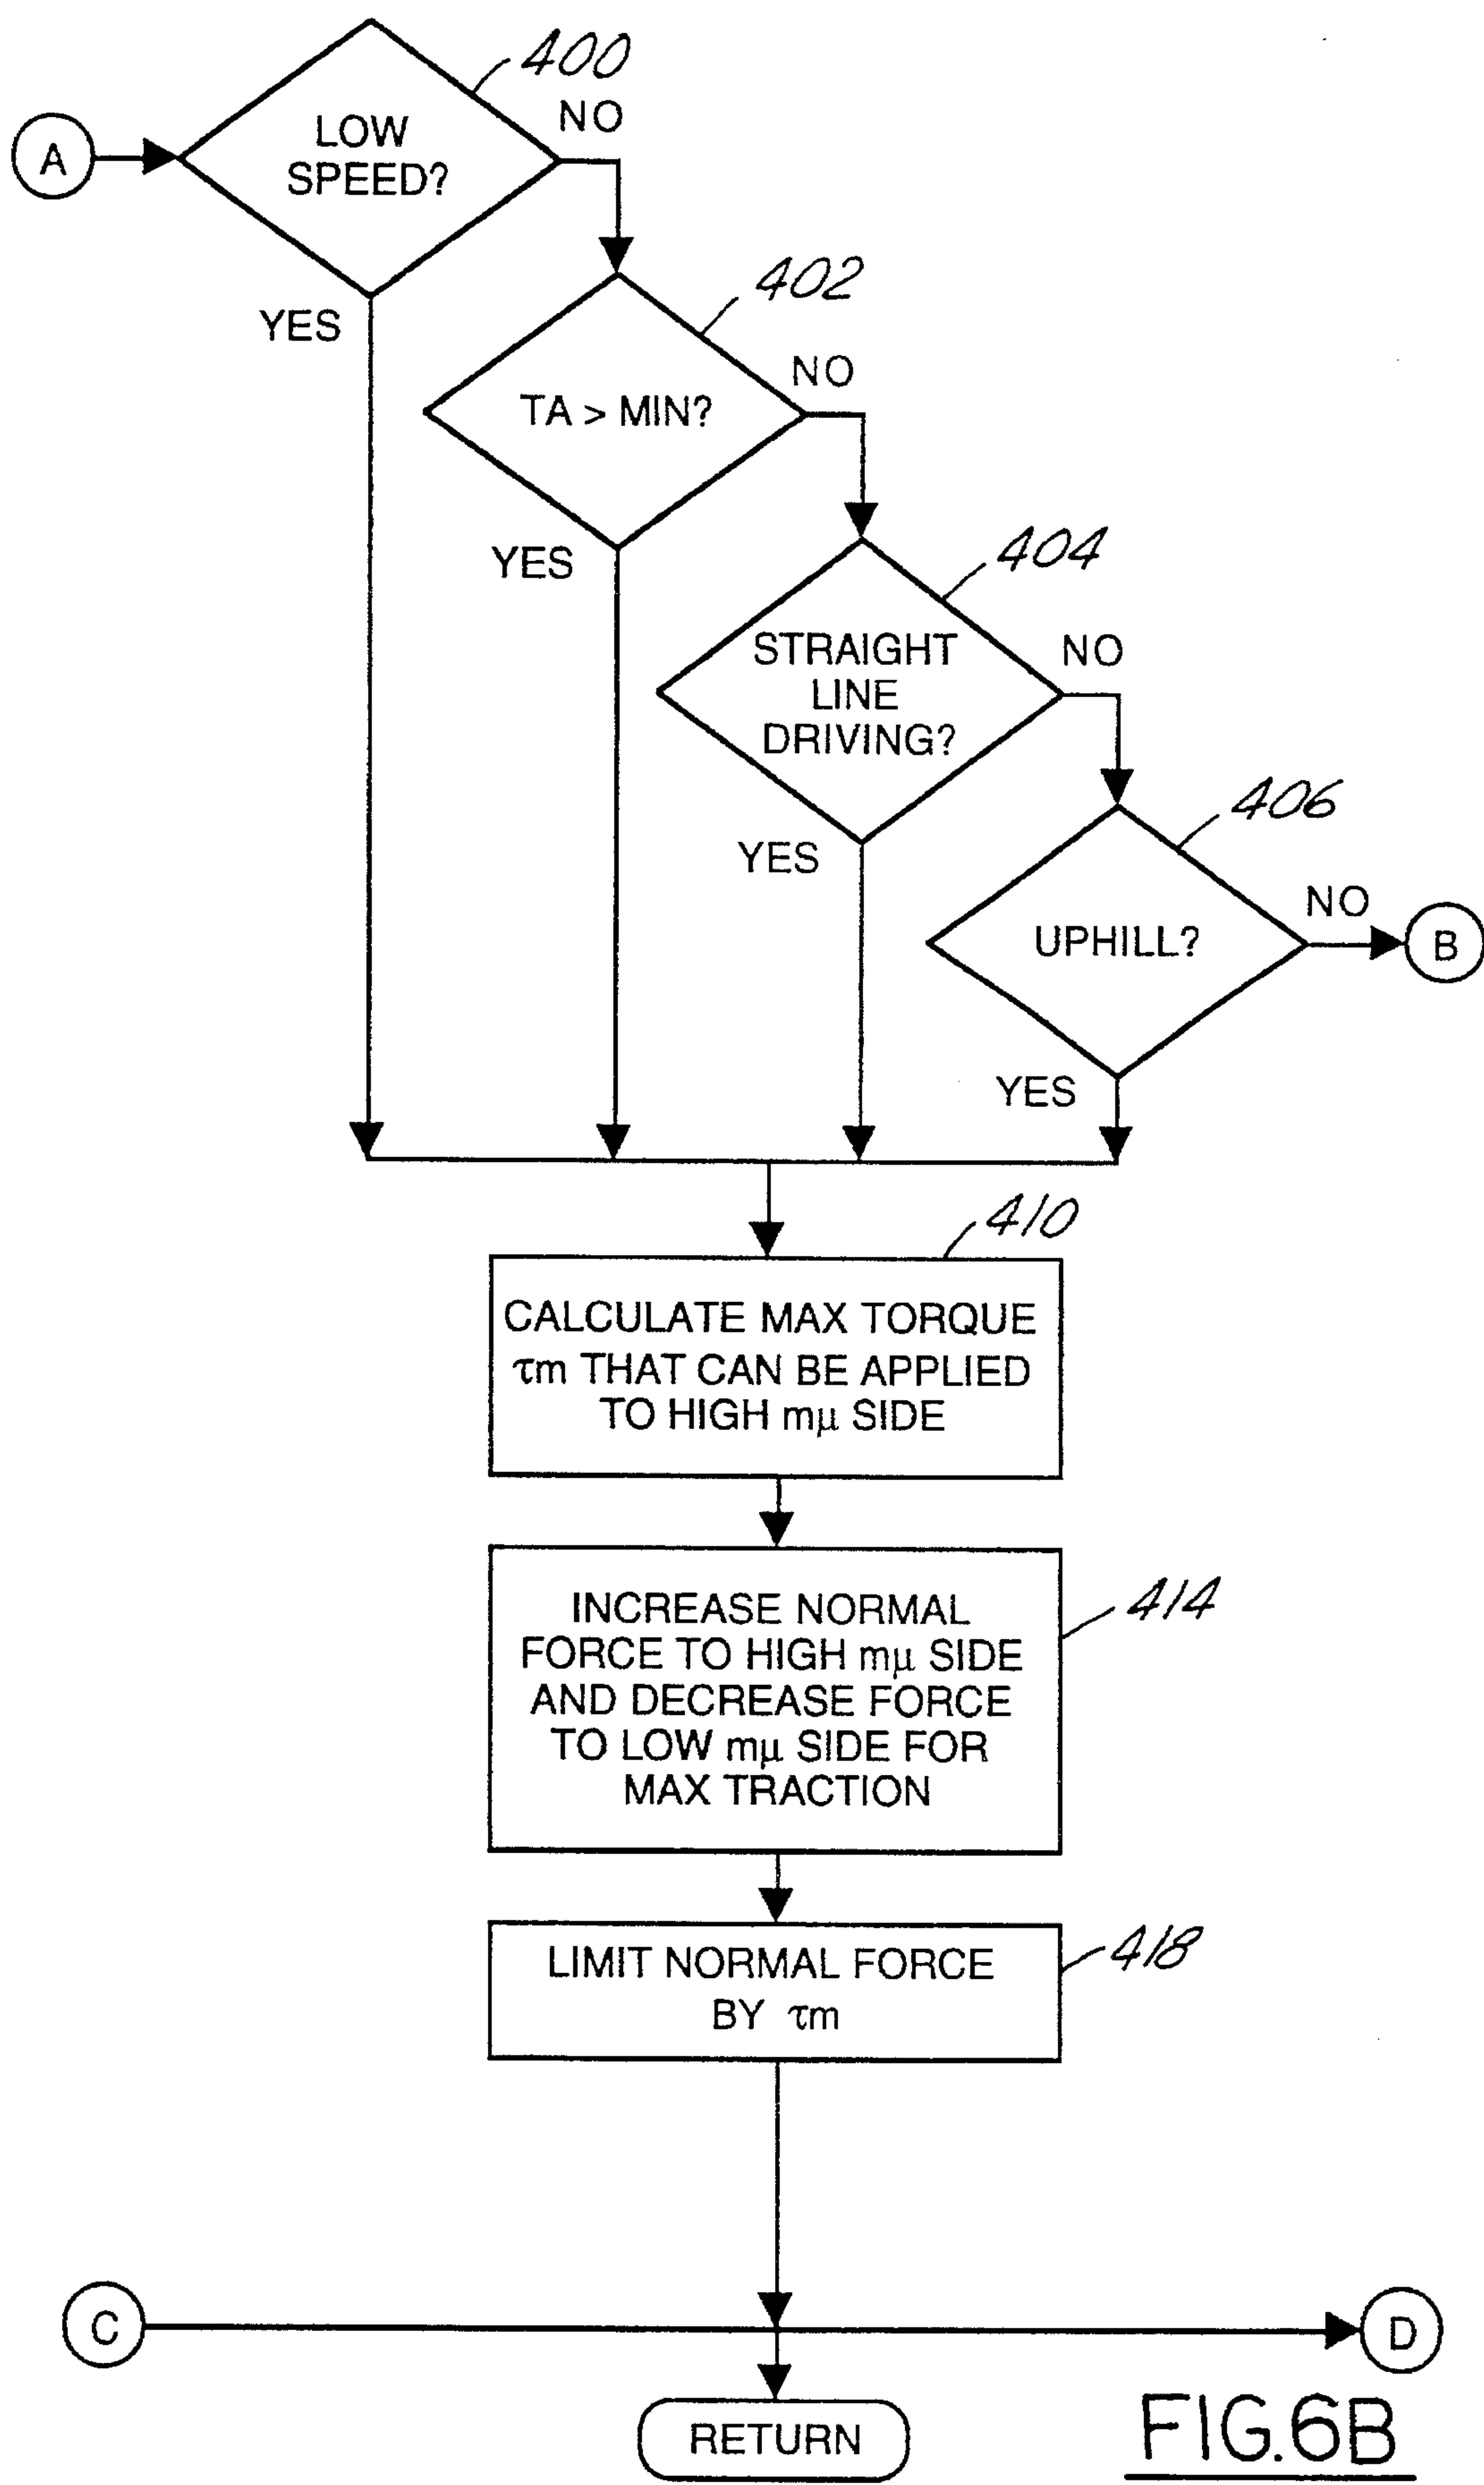 400
NO
A
LOW
SPEED?
YES
402
NO
TA > MIN?
YES
404
NO
STRAIGHT
LINE
DRIVING?
YES
406
NO
UPHILL?
B
YES
410
CALCULATE MAX TORQUE
τm THAT CAN BE APPLIED
TO HIGH mμ SIDE
414
INCREASE NORMAL
FORCE TO HIGH mμ SIDE
AND DECREASE FORCE
TO LOW mμ SIDE FOR
MAX TRACTION
418
LIMIT NORMAL FORCE
BY τm
C
D
RETURN
FIG.6B